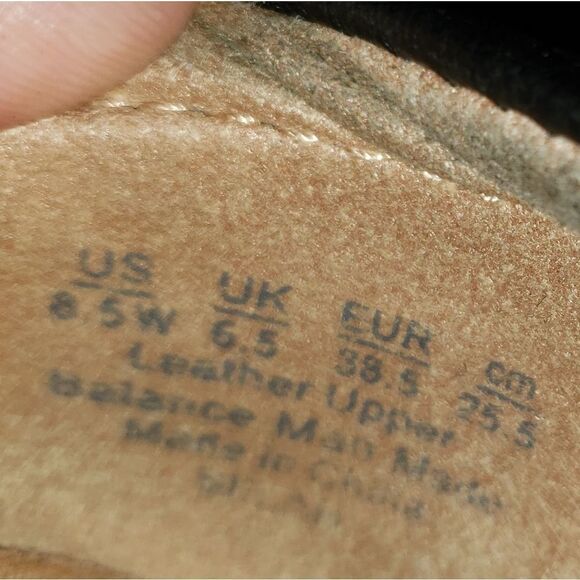 US UK EUR cm
8.5W 6.5 38.5 25.5
Leather Upper
Balance Man Made
Made in China